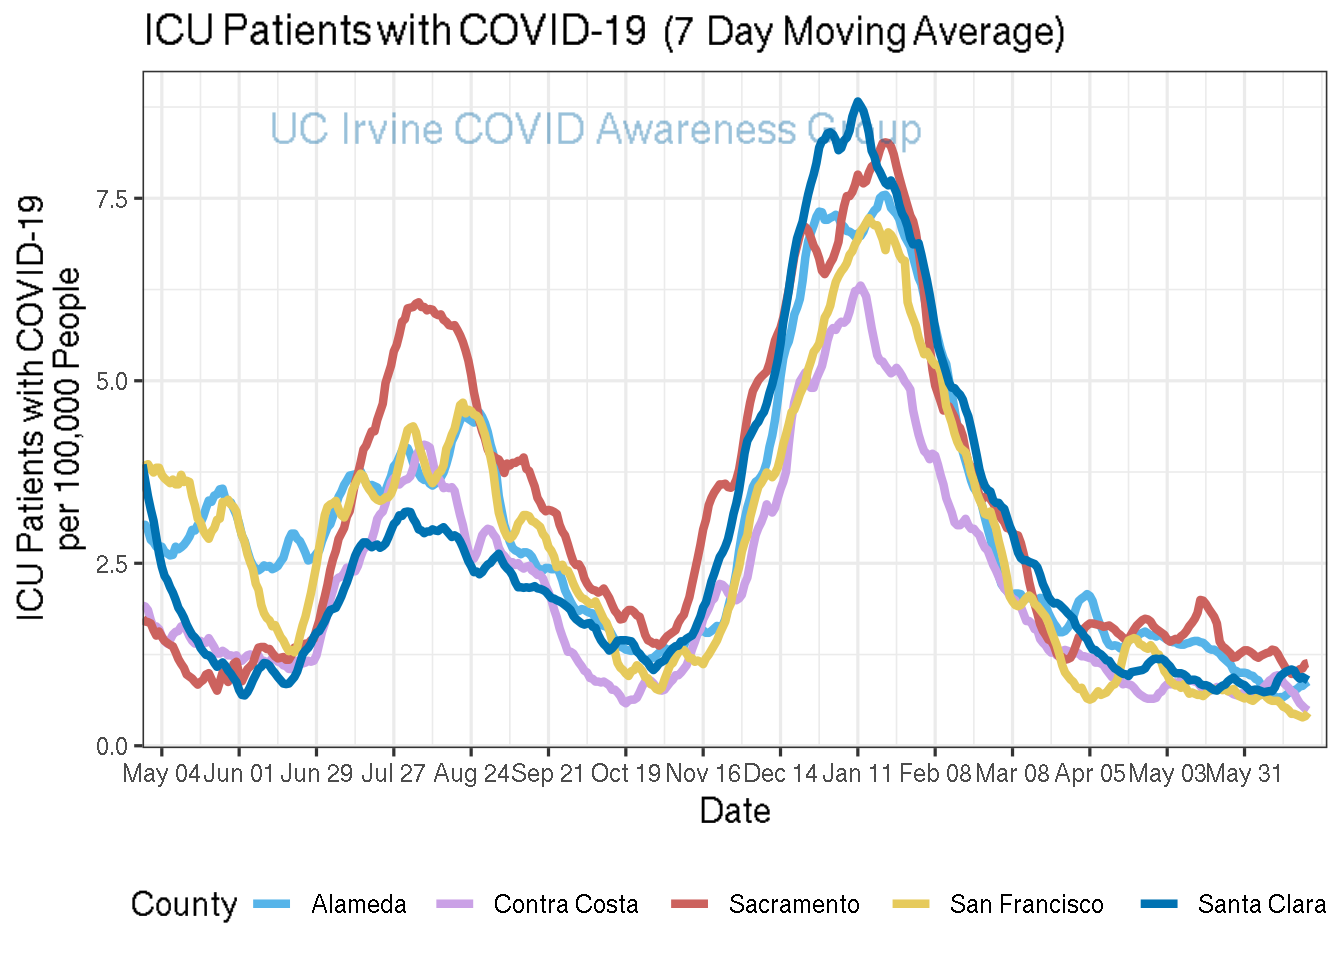 ICU Patients with COVID-19 (7 Day Moving Average)
UC Irvine COVID Awareness Group
ICU Patients with COVID-19
per 100,000 People
7.5
5.0
2.5
0.0
May 04 Jun 01 Jun 29 Jul 27 Aug 24 Sep 21 Oct 19 Nov 16 Dec 14 Jan 11 Feb 08 Mar 08 Apr 05 May 03 May 31
Date
County Alameda Contra Costa Sacramento San Francisco Santa Clara